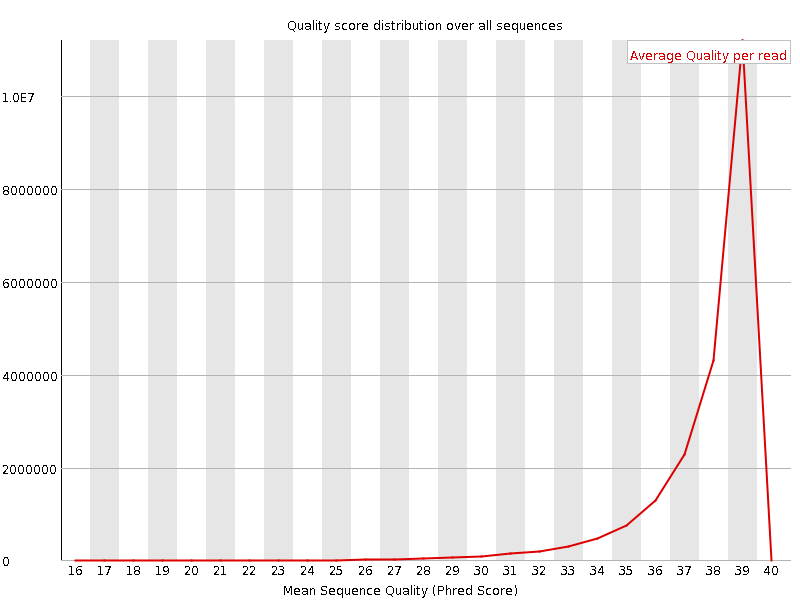 Quality score distribution over all sequences
Average Quality per read
1.0E7
8000000
6000000
4000000
2000000
0
16 17 18 19 20 21 22 23 24 25 26 27 28 29 30 31 32 33 34 35 36 37 38 39 40
Mean Sequence Quality (Phred Score)